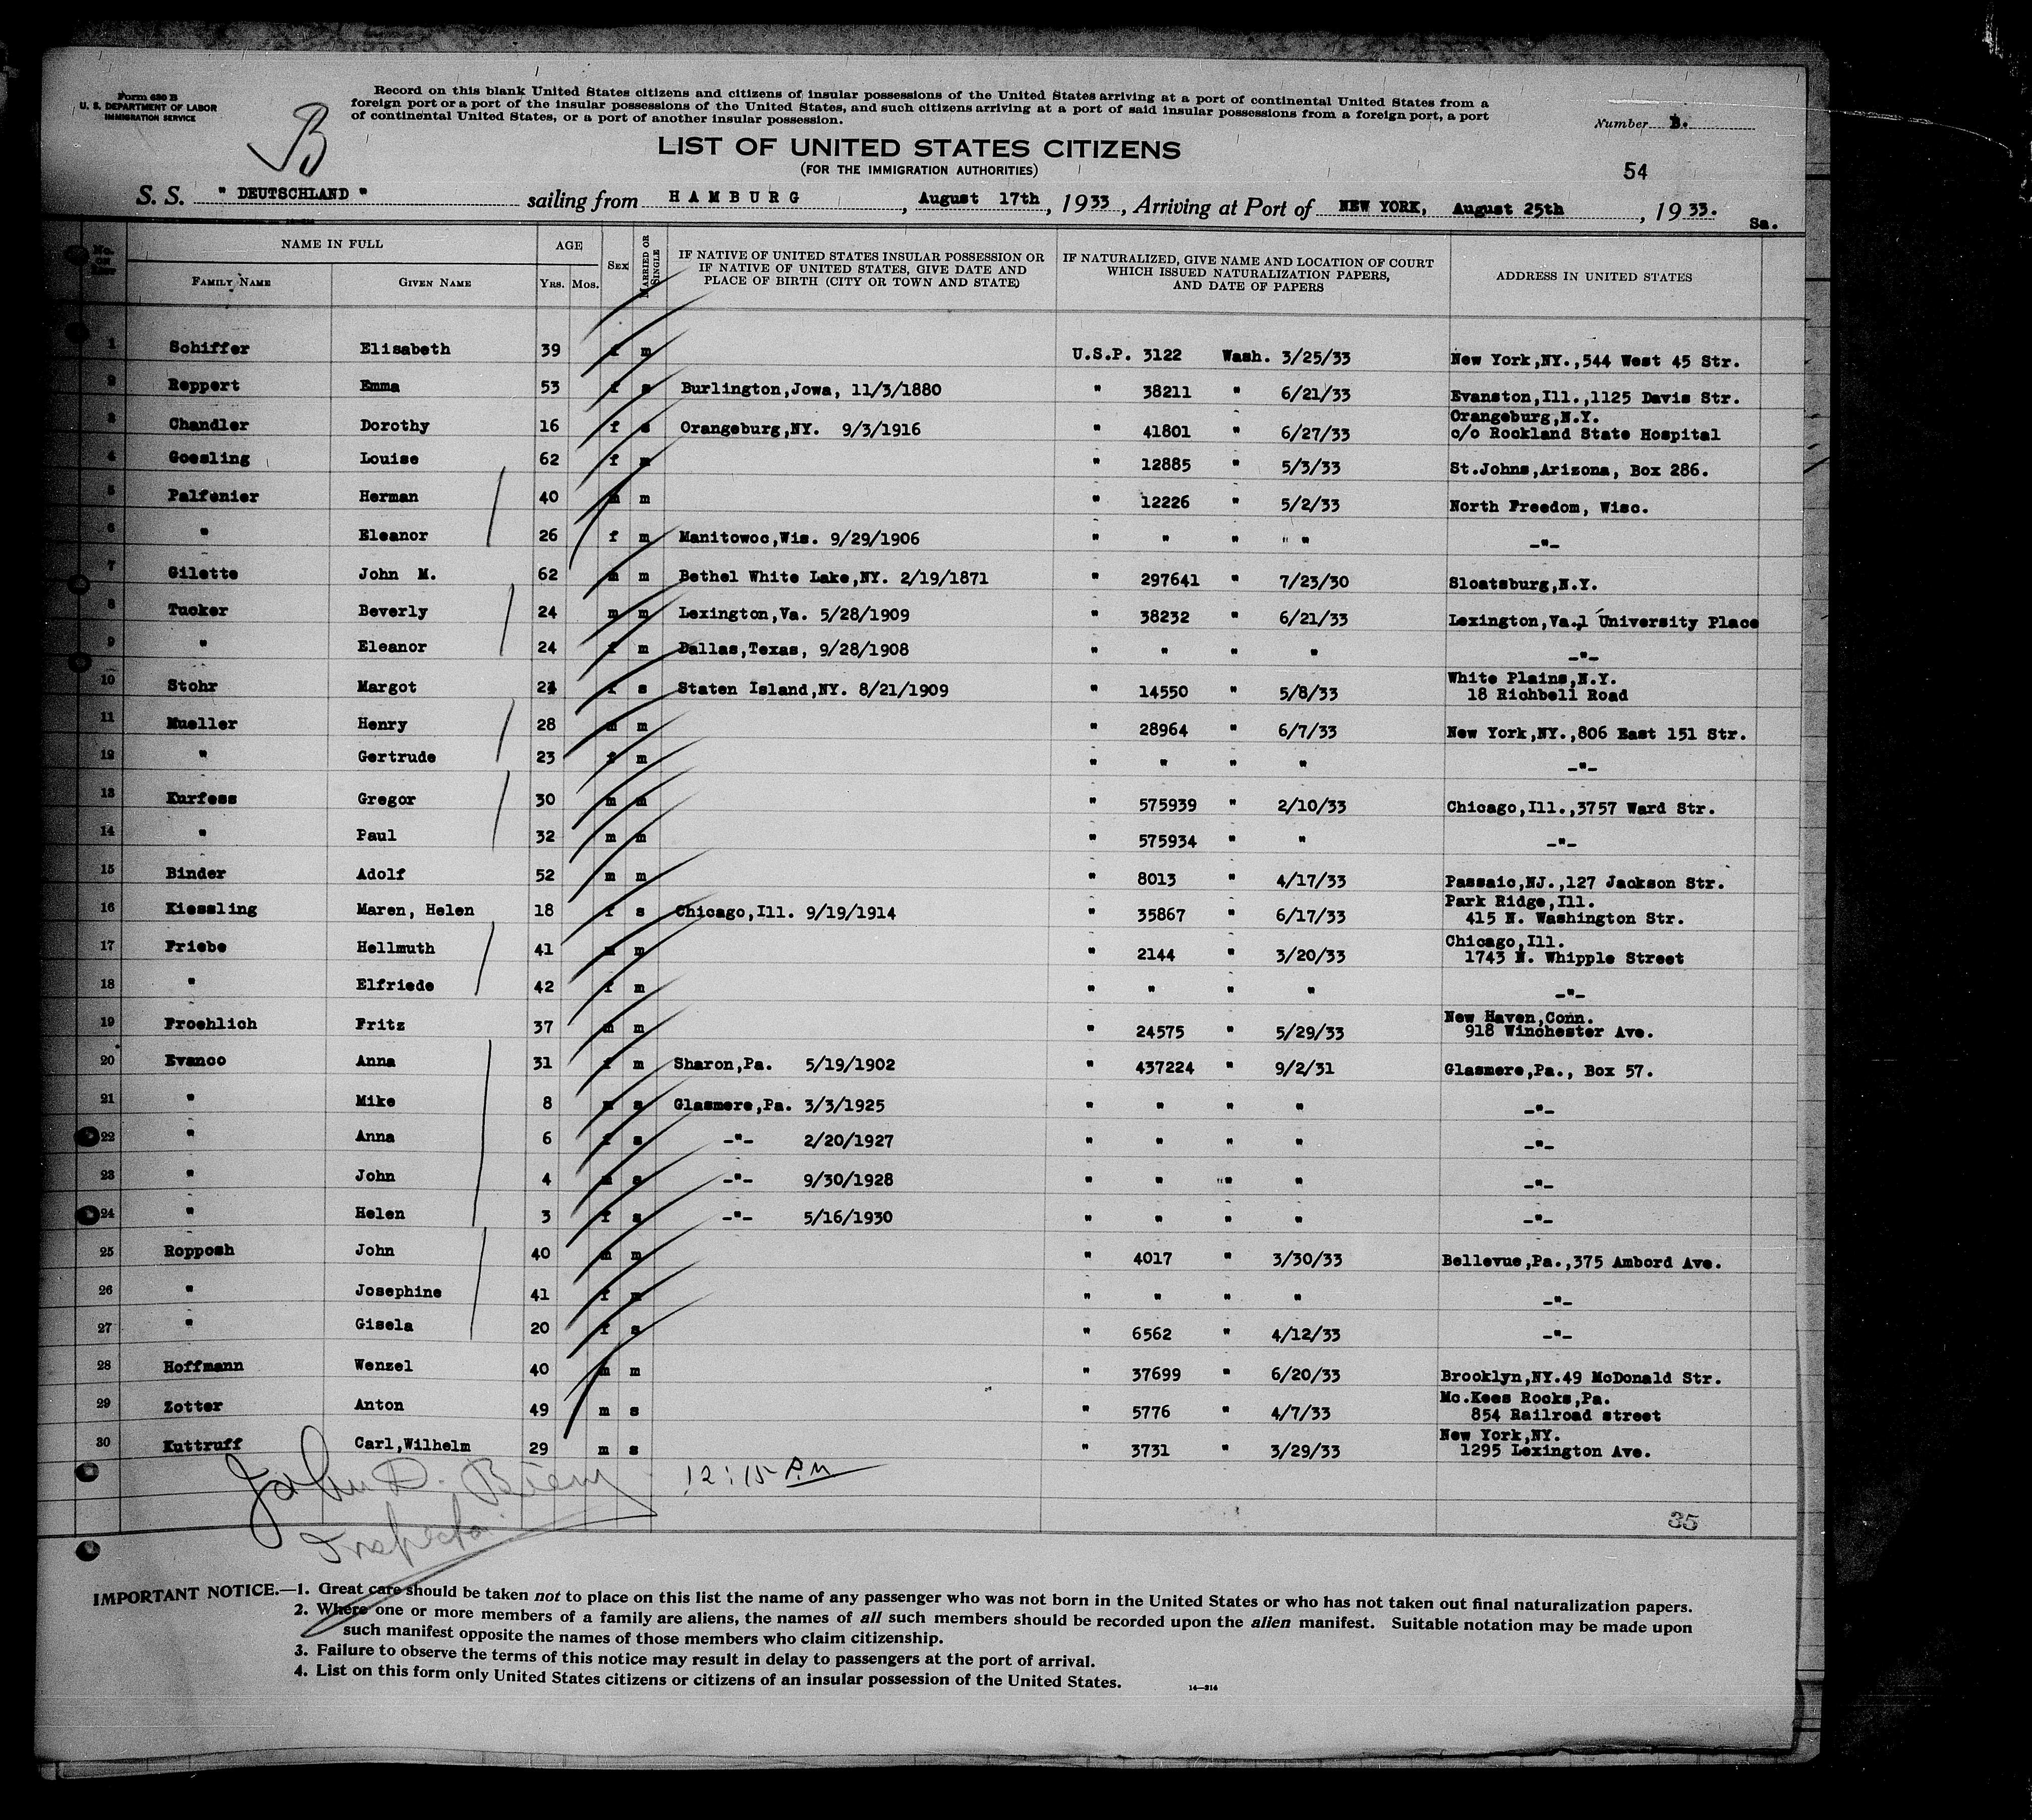 Form 630 B
U. S. DEPARTMENT OF LABOR
IMMIGRATION SERVICE
B
Record on this blank United States citizens and citizens of insular possessions of the United States arriving at a port of continental United States from a
foreign port or a port of the insular possessions of the United States, and such citizens arriving at a port of said insular possessions from a foreign port, a port
of continental United States, or a port of another insular possession.
Number B.
LIST OF UNITED STATES CITIZENS
(FOR THE IMMIGRATION AUTHORITIES)
54
S. S. " DEUTSCHLAND " sailing from HAMBURG, August 17th, 1933, Arriving at Port of NEW YORK, August 25th, 1933.
Sa.
No. on List NAME IN FULL AGE Sex Married or Single IF NATIVE OF UNITED STATES INSULAR POSSESSION OR IF NATIVE OF UNITED STATES, GIVE DATE AND PLACE OF BIRTH (CITY OR TOWN AND STATE) IF NATURALIZED, GIVE NAME AND LOCATION OF COURT WHICH ISSUED NATURALIZATION PAPERS, AND DATE OF PAPERS ADDRESS IN UNITED STATES
Family Name Given Name Yrs. Mos.
1 Schiffer Elisabeth 39 f m U.S.P. 3122 Wash. 3/25/33 New York,NY.,544 West 45 Str.
2 Reppert Emma 53 f s Burlington,Jowa, 11/3/1880 " 38211 " 6/21/33 Evanston,Ill.,1125 Davis Str.
3 Chandler Dorothy 16 f s Orangeburg,NY. 9/3/1916 " 41801 " 6/27/33 Orangeburg,N.Y.
c/o Rockland State Hospital
4 Goesling Louise 62 f m " 12885 " 5/3/33 St.Johns,Arizona, Box 286.
5 Palfenier Herman 40 m m " 12226 " 5/2/33 North Freedom, Wisc.
6 " Eleanor 26 f m Manitowoc,Wis. 9/29/1906 " " " " " -"-
7 Gilette John M. 62 m m Bethel White Lake,NY. 2/19/1871 " 297641 " 7/23/30 Sloatsburg,N.Y.
8 Tucker Beverly 24 m m Lexington,Va. 5/28/1909 " 38232 " 6/21/33 Lexington,Va.,1 University Place
9 " Eleanor 24 f m Dallas,Texas, 9/28/1908 " " " " -"-
10 Stohr Margot 24 f s Staten Island,NY. 8/21/1909 " 14550 " 5/8/33 White Plains,N.Y.
18 Richbell Road
11 Mueller Henry 28 m m " 28964 " 6/7/33 New York,NY.,806 East 151 Str.
12 " Gertrude 23 f m " " " " -"-
13 Kurfess Gregor 30 m m " 575939 " 2/10/33 Chicago,Ill.,3757 Ward Str.
14 " Paul 32 m m " 575934 " " -"-
15 Binder Adolf 52 m m " 8013 " 4/17/33 Passaic,NJ.,127 Jackson Str.
16 Kiessling Maren, Helen 18 f s Chicago,Ill. 9/19/1914 " 35867 " 6/17/33 Park Ridge,Ill.
415 N. Washington Str.
17 Friebe Hellmuth 41 m m " 2144 " 3/20/33 Chicago,Ill.
1743 N. Whipple Street
18 " Elfriede 42 f m " " " " -"-
19 Froehlich Fritz 37 m m " 24575 " 5/29/33 New Haven,Conn.
918 Winchester Ave.
20 Evanco Anna 31 f m Sharon,Pa. 5/19/1902 " 437224 " 9/2/31 Glasmere,Pa., Box 57.
21 " Mike 8 m s Glasmere,Pa. 3/3/1925 " " " " -"-
22 " Anna 6 f s -"- 2/20/1927 " " " " -"-
23 " John 4 m s -"- 9/30/1928 " " "" " -"-
24 " Helen 3 f s -"- 5/16/1930 " " " " -"-
25 Ropposh John 40 m m " 4017 " 3/30/33 Bellevue,Pa.,375 Ambord Ave.
26 " Josephine 41 f m " " " " -"-
27 " Gisela 20 f s " 6562 " 4/12/33 -"-
28 Hoffmann Wenzel 40 m m " 37699 " 6/20/33 Brooklyn,NY.49 McDonald Str.
29 Zotter Anton 49 m s " 5776 " 4/7/33 Mc.Kees Rocks,Pa.
854 Railroad street
30 Kuttruff Carl,Wilhelm 29 m s " 3731 " 3/29/33 New York,NY.
1295 Lexington Ave.
John D. 12:15 P.M
Inspector
35
IMPORTANT NOTICE.—1. Great care should be taken not to place on this list the name of any passenger who was not born in the United States or who has not taken out final naturalization papers.
2. Where one or more members of a family are aliens, the names of all such members should be recorded upon the alien manifest. Suitable notation may be made upon
such manifest opposite the names of those members who claim citizenship.
3. Failure to observe the terms of this notice may result in delay to passengers at the port of arrival.
4. List on this form only United States citizens or citizens of an insular possession of the United States.
14—314